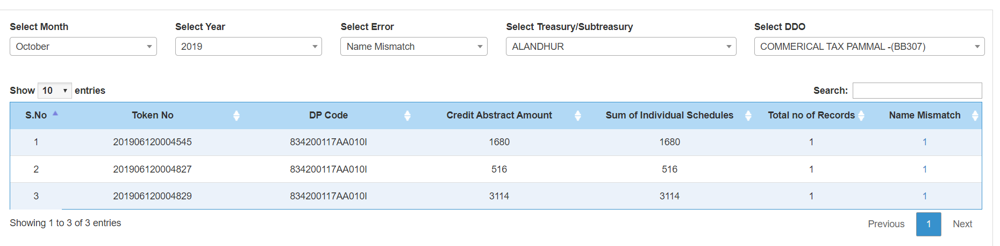 Select Month Select Year Select Error Select Treasury/Subtreasury Select DDO
October 2019 Name Mismatch ALANDHUR COMMERICAL TAX PAMMAL -(BB307)
Show 10 entries Search:
S.No Token No DP Code Credit Abstract Amount Sum of Individual Schedules Total no of Records Name Mismatch
1 201906120004545 834200117AA010I 1680 1680 1 1
2 201906120004827 834200117AA010I 516 516 1 1
3 201906120004829 834200117AA010I 3114 3114 1 1
Showing 1 to 3 of 3 entries Previous 1 Next